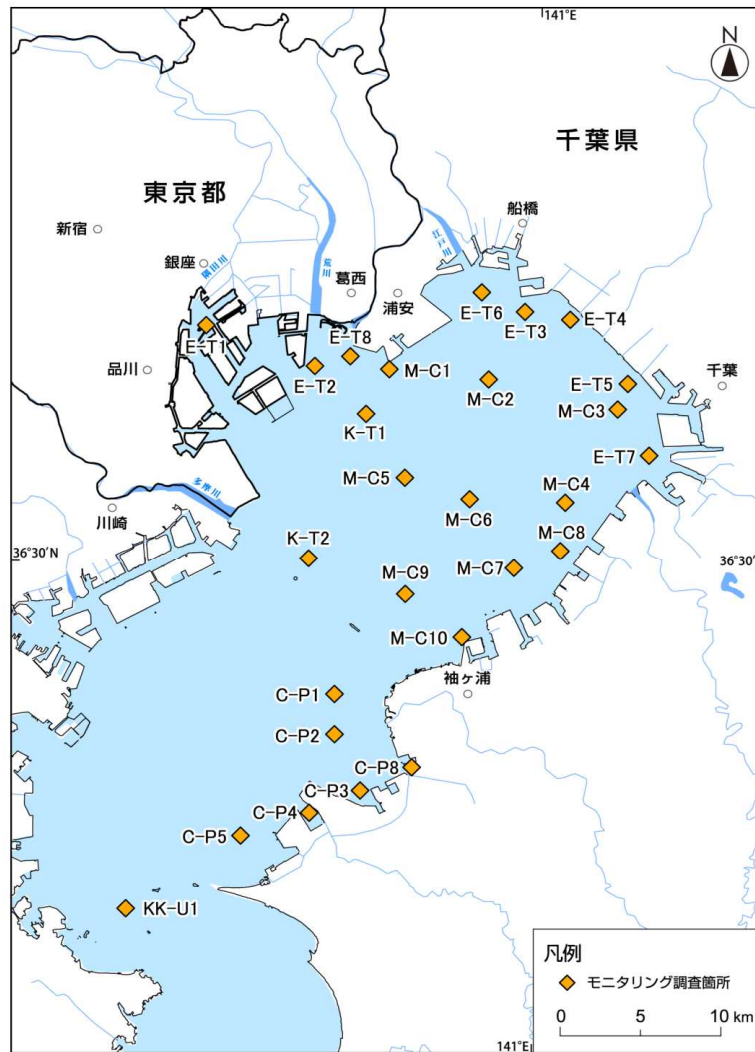 141°E
N
千葉県
東京都
船橋
新宿
江戸川
銀座
隅田川
荒川
葛西
浦安
E-T6
E-T3
E-T4
E-T1
E-T8
品川
E-T2
M-C1
M-C2
E-T5
千葉
M-C3
K-T1
E-T7
M-C5
多摩川
M-C6
M-C4
川崎
K-T2
M-C8
36°30′N
M-C7
36°30′
M-C9
M-C10
袖ヶ浦
C-P1
C-P2
C-P8
C-P3
C-P4
C-P5
KK-U1
凡例
モニタリング調査箇所
0 5 10 km
141°E